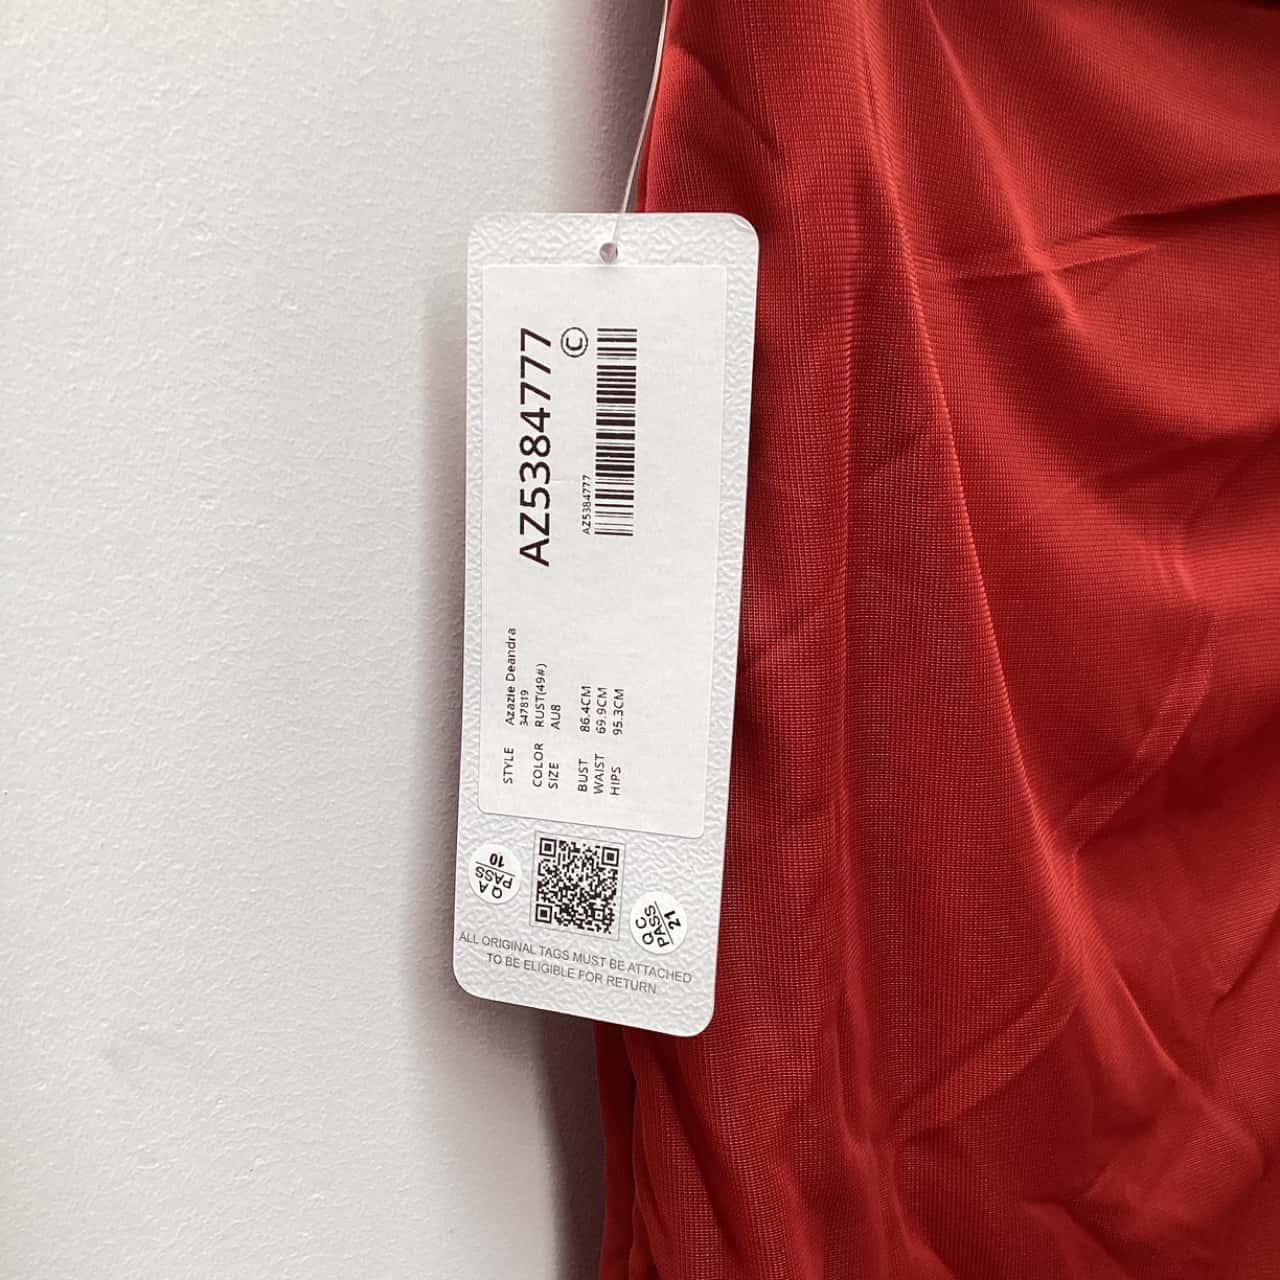 AZ5384777
©
AZ5384777
STYLE Azazie Deandra
347819
COLOR RUST(49#)
SIZE AU8
BUST 86.4CM
WAIST 69.9CM
HIPS 95.3CM
QA
PASS
10
QC
PASS
21
ALL ORIGINAL TAGS MUST BE ATTACHED
TO BE ELIGIBLE FOR RETURN